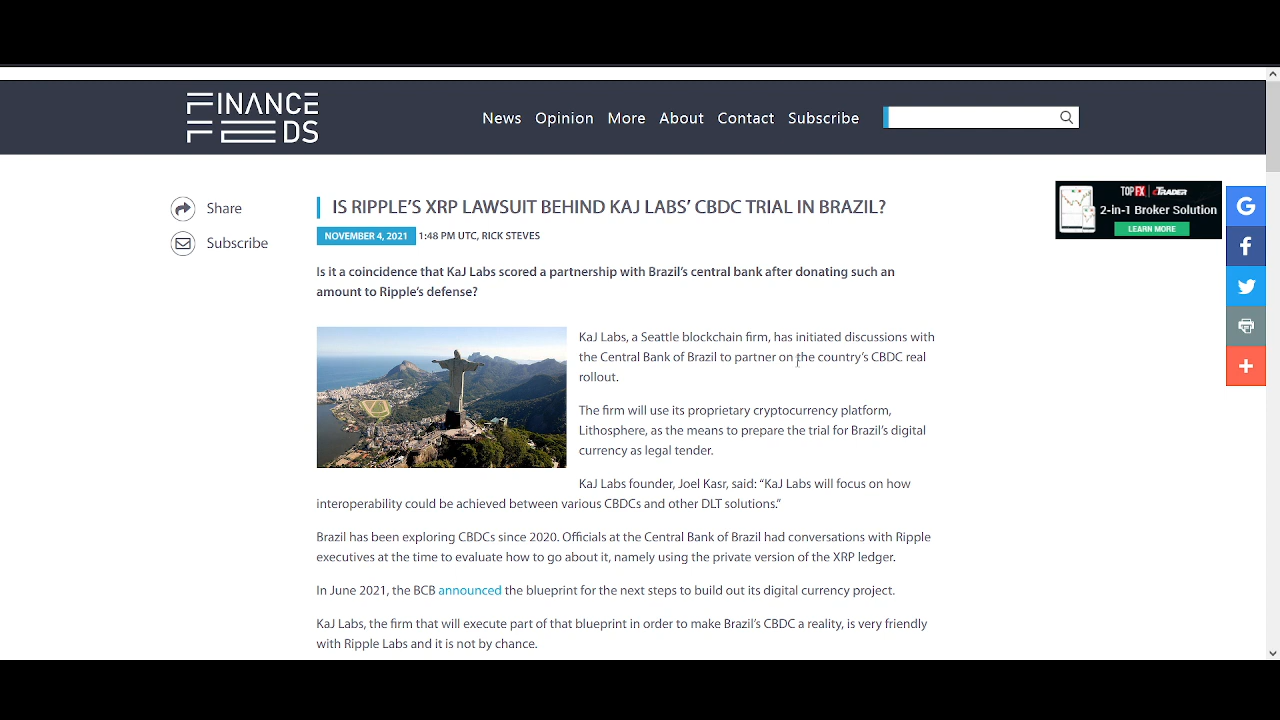 FINANCE
FEEDS
News Opinion More About Contact Subscribe
Share
Subscribe
IS RIPPLE’S XRP LAWSUIT BEHIND KAJ LABS’ CBDC TRIAL IN BRAZIL?
NOVEMBER 4, 2021 1:48 PM UTC, RICK STEVES
Is it a coincidence that KaJ Labs scored a partnership with Brazil’s central bank after donating such an
amount to Ripple’s defense?
TOPFX cTRADER
2-in-1 Broker Solution
LEARN MORE
G
f
KaJ Labs, a Seattle blockchain firm, has initiated discussions with
the Central Bank of Brazil to partner on the country’s CBDC real
rollout.
The firm will use its proprietary cryptocurrency platform,
Lithosphere, as the means to prepare the trial for Brazil’s digital
currency as legal tender.
KaJ Labs founder, Joel Kasr, said: “KaJ Labs will focus on how
interoperability could be achieved between various CBDCs and other DLT solutions.”
Brazil has been exploring CBDCs since 2020. Officials at the Central Bank of Brazil had conversations with Ripple
executives at the time to evaluate how to go about it, namely using the private version of the XRP ledger.
In June 2021, the BCB announced the blueprint for the next steps to build out its digital currency project.
KaJ Labs, the firm that will execute part of that blueprint in order to make Brazil’s CBDC a reality, is very friendly
with Ripple Labs and it is not by chance.